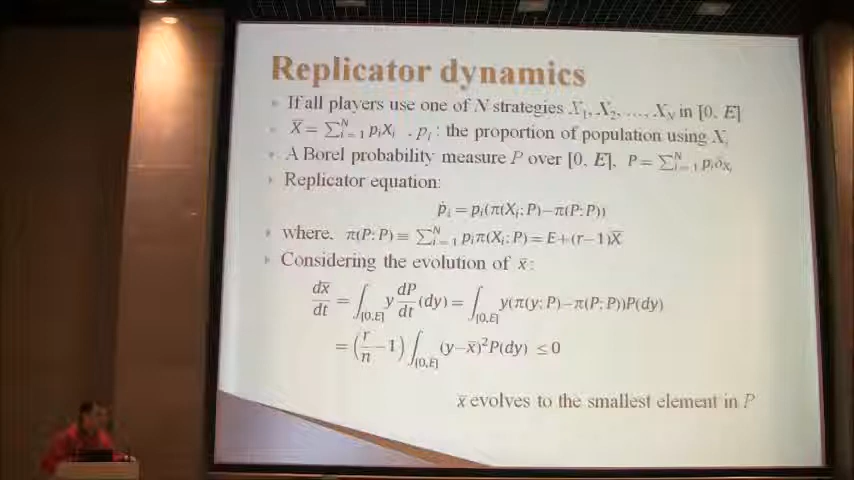 Replicator dynamics
If all players use one of N strategies X₁, X₂, ..., X_N in [0, E]
X̅ = ∑ᵢ₌₁ᴺ pᵢXᵢ . pᵢ : the proportion of population using Xᵢ
A Borel probability measure P over [0, E], P = ∑ᵢ₌₁ᴺ pᵢδ_Xᵢ
Replicator equation:
ṗᵢ = pᵢ(π(Xᵢ; P) − π(P; P))
where, π(P; P) ≡ ∑ᵢ₌₁ᴺ pᵢπ(Xᵢ; P) = E + (r−1)X̅
Considering the evolution of x̅:
dx̅/dt = ∫_[0,E] y dP/dt (dy) = ∫_[0,E] y(π(y; P) − π(P; P))P(dy)
= (r/n − 1) ∫_[0,E] (y − x̅)²P(dy) ≤ 0
x̅ evolves to the smallest element in P